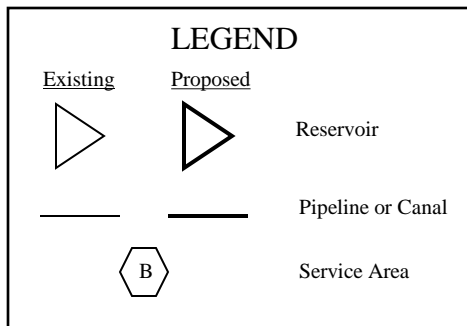 LEGEND
Existing Proposed
Reservoir
Pipeline or Canal
B Service Area